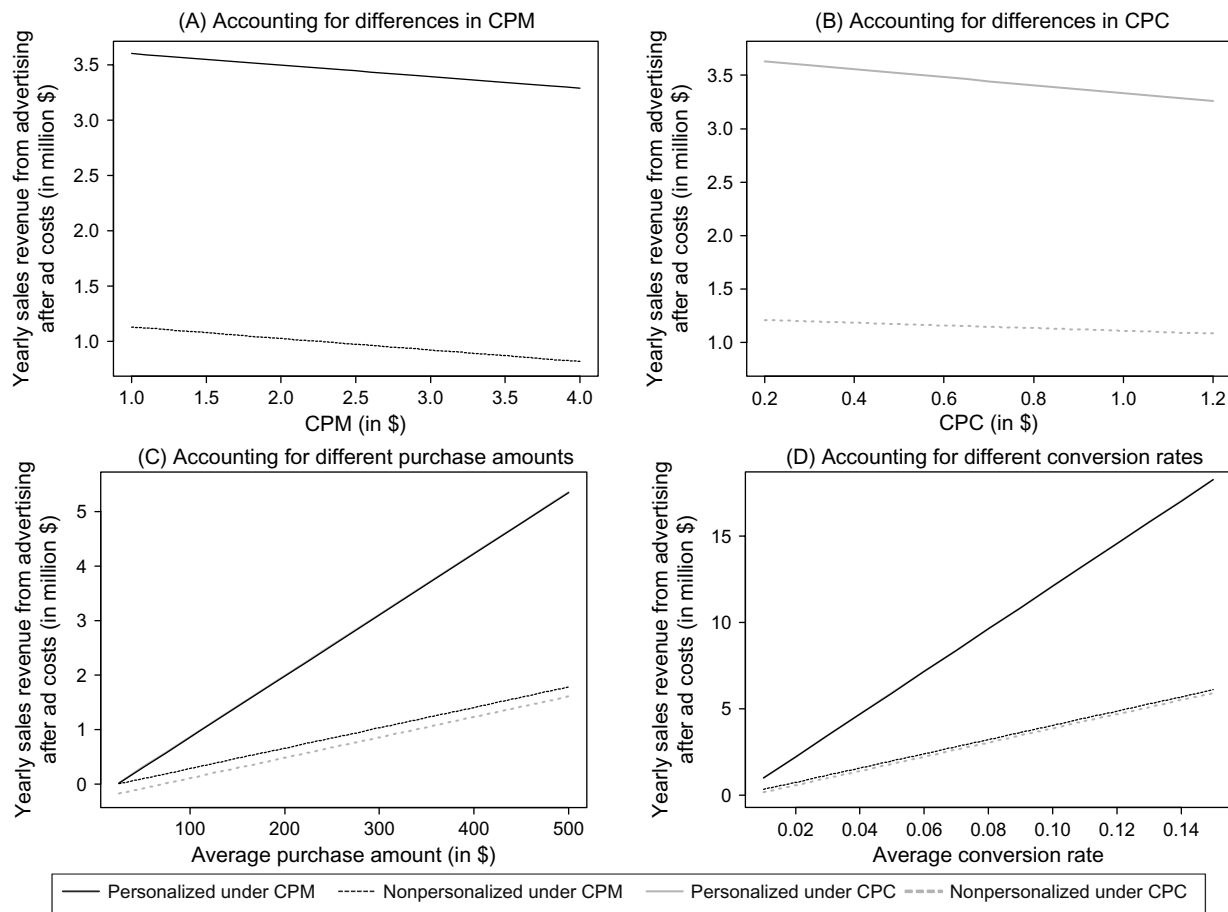 (A) Accounting for differences in CPM
Yearly sales revenue from advertising
after ad costs (in million $)
3.5
3.0
2.5
2.0
1.5
1.0
1.0 1.5 2.0 2.5 3.0 3.5 4.0
CPM (in $)
(B) Accounting for differences in CPC
Yearly sales revenue from advertising
after ad costs (in million $)
3.5
3.0
2.5
2.0
1.5
1.0
0.2 0.4 0.6 0.8 1.0 1.2
CPC (in $)
(C) Accounting for different purchase amounts
Yearly sales revenue from advertising
after ad costs (in million $)
5
4
3
2
1
0
100 200 300 400 500
Average purchase amount (in $)
(D) Accounting for different conversion rates
Yearly sales revenue from advertising
after ad costs (in million $)
15
10
5
0
0.02 0.04 0.06 0.08 0.10 0.12 0.14
Average conversion rate
Personalized under CPM Nonpersonalized under CPM Personalized under CPC Nonpersonalized under CPC